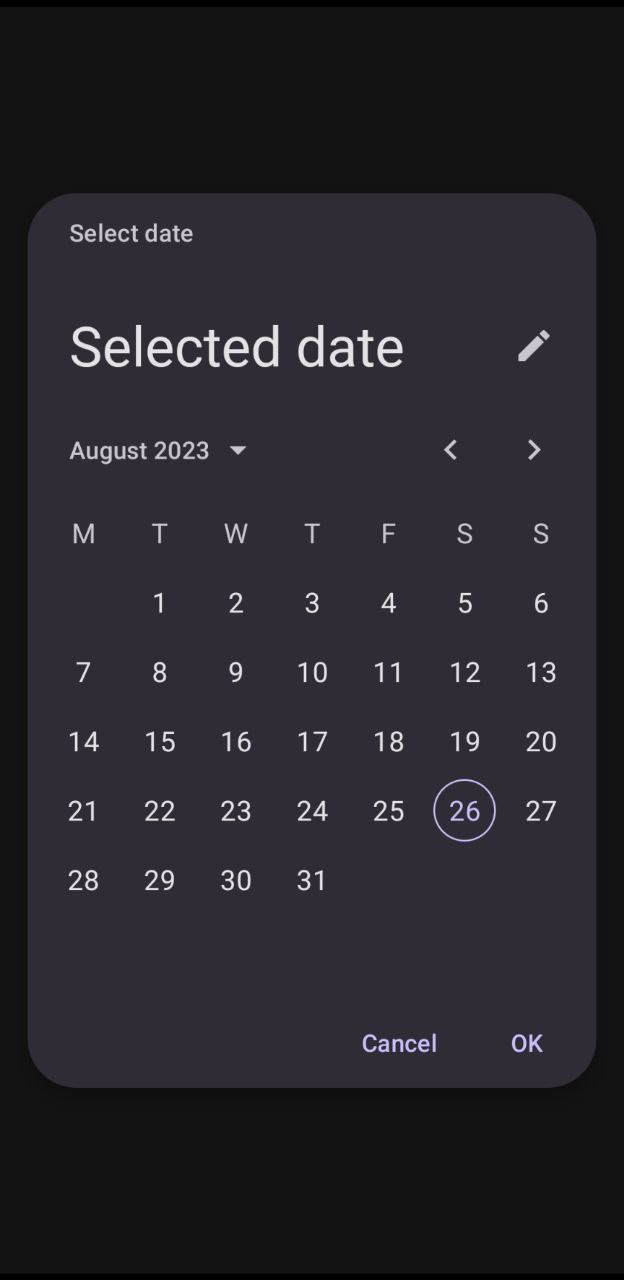 Select date
Selected date
August 2023
M T W T F S S
1 2 3 4 5 6
7 8 9 10 11 12 13
14 15 16 17 18 19 20
21 22 23 24 25 26 27
28 29 30 31
Cancel OK